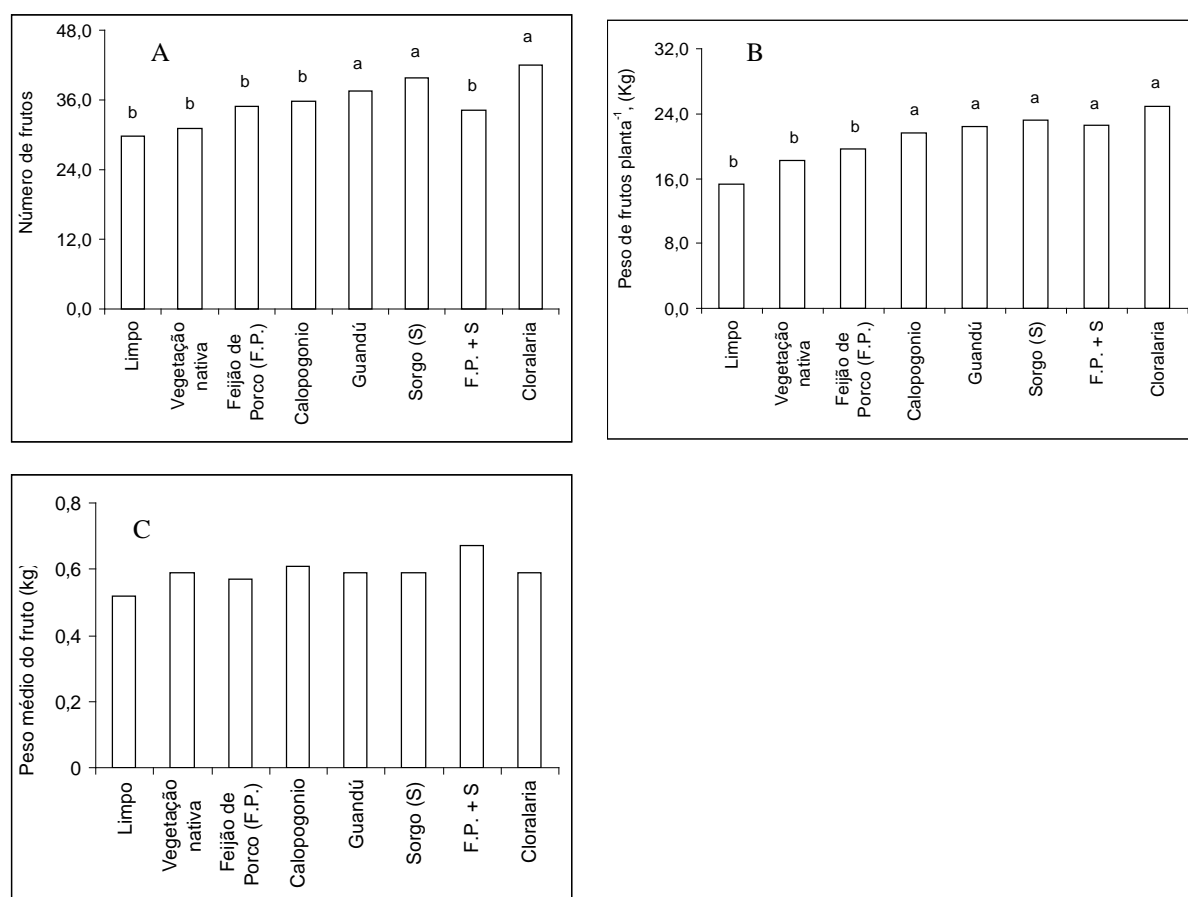 A
Número de frutos
48,0
36,0
24,0
12,0
0,0
b
b
b
b
a
a
b
a
Limpo
Vegetação
nativa
Feijão de
Porco (F.P.)
Calopogonio
Guandú
Sorgo (S)
F.P. + S
Cloralaria
B
Peso de frutos planta-1, (Kg)
32,0
24,0
16,0
8,0
0,0
b
b
b
a
a
a
a
a
Limpo
Vegetação
nativa
Feijão de
Porco (F.P.)
Calopogonio
Guandú
Sorgo (S)
F.P. + S
Cloralaria
C
Peso médio do fruto (kg)
0,8
0,6
0,4
0,2
0
Limpo
Vegetação
nativa
Feijão de
Porco (F.P.)
Calopogonio
Guandú
Sorgo (S)
F.P. + S
Cloralaria